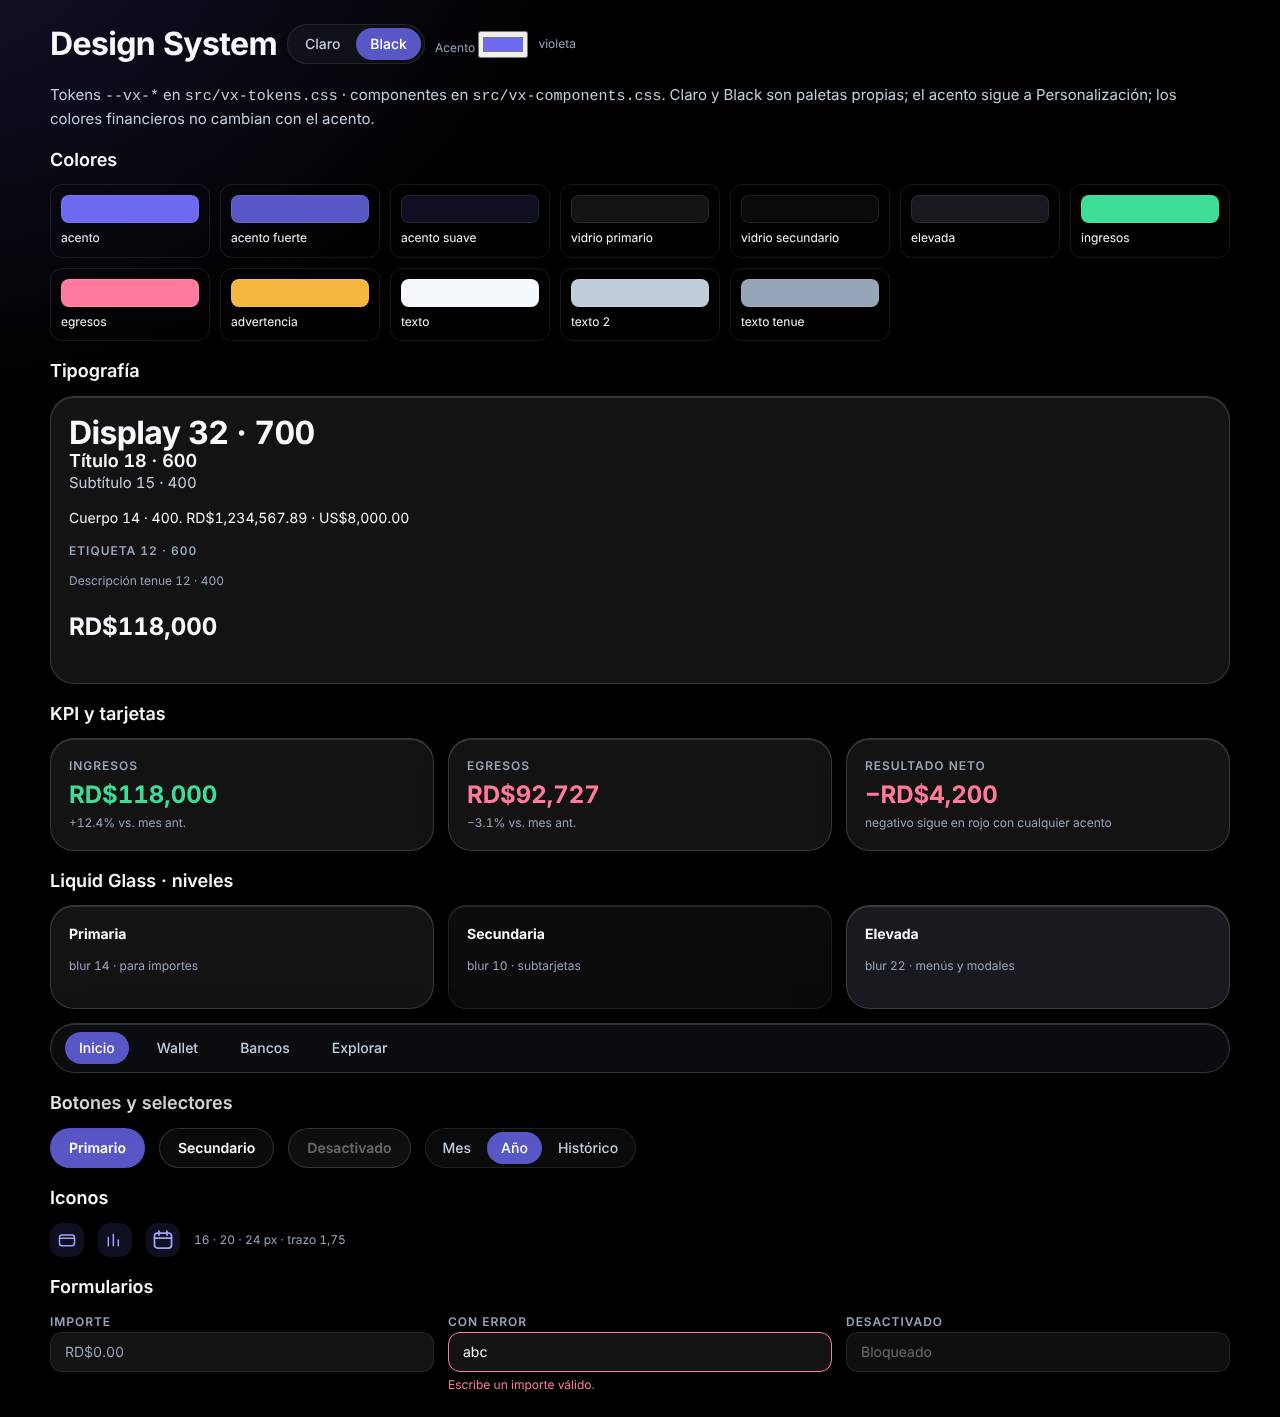 Design System Claro Black Acento violeta
Tokens --vx-* en src/vx-tokens.css · componentes en src/vx-components.css. Claro y Black son paletas propias; el acento sigue a Personalización; los
colores financieros no cambian con el acento.
Colores
acento acento fuerte acento suave vidrio primario vidrio secundario elevada ingresos
egresos advertencia texto texto 2 texto tenue
Tipografía
Display 32 · 700
Título 18 · 600
Subtítulo 15 · 400
Cuerpo 14 · 400. RD$1,234,567.89 · US$8,000.00
ETIQUETA 12 · 600
Descripción tenue 12 · 400
RD$118,000
KPI y tarjetas
INGRESOS EGRESOS RESULTADO NETO
RD$118,000 RD$92,727 −RD$4,200
+12.4% vs. mes ant. −3.1% vs. mes ant. negativo sigue en rojo con cualquier acento
Liquid Glass · niveles
Primaria Secundaria Elevada
blur 14 · para importes blur 10 · subtarjetas blur 22 · menús y modales
Inicio Wallet Bancos Explorar
Botones y selectores
Primario Secundario Desactivado Mes Año Histórico
Iconos
16 · 20 · 24 px · trazo 1,75
Formularios
IMPORTE CON ERROR DESACTIVADO
RD$0.00 abc Bloqueado
Escribe un importe válido.